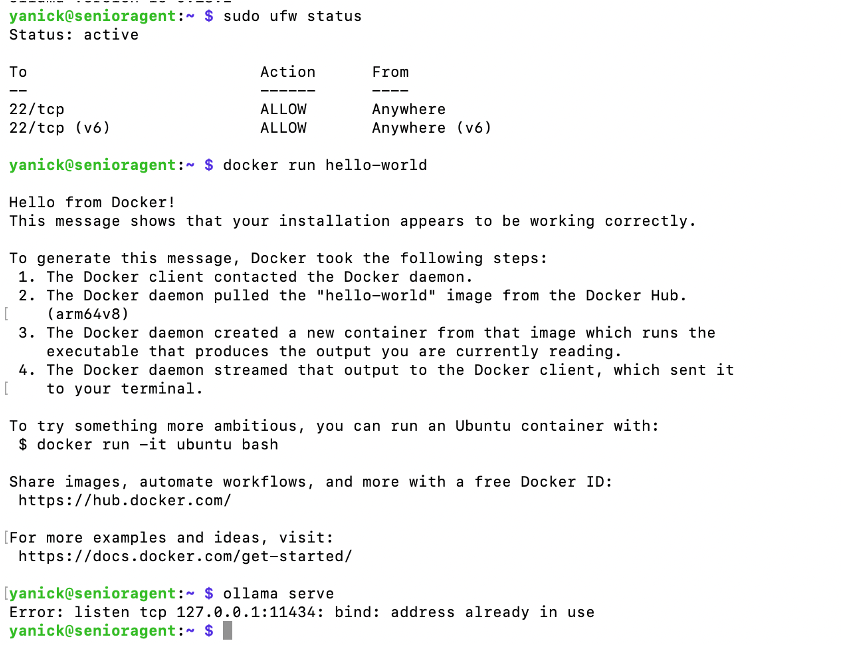 yanick@senioragent:~ $ sudo ufw status
Status: active
To                         Action      From
--                         ------      ----
22/tcp                     ALLOW       Anywhere
22/tcp (v6)                ALLOW       Anywhere (v6)
yanick@senioragent:~ $ docker run hello-world
Hello from Docker!
This message shows that your installation appears to be working correctly.
To generate this message, Docker took the following steps:
 1. The Docker client contacted the Docker daemon.
 2. The Docker daemon pulled the "hello-world" image from the Docker Hub.
[    (arm64v8)
 3. The Docker daemon created a new container from that image which runs the
    executable that produces the output you are currently reading.
 4. The Docker daemon streamed that output to the Docker client, which sent it
[    to your terminal.
To try something more ambitious, you can run an Ubuntu container with:
 $ docker run -it ubuntu bash
Share images, automate workflows, and more with a free Docker ID:
 https://hub.docker.com/
[For more examples and ideas, visit:
 https://docs.docker.com/get-started/
[yanick@senioragent:~ $ ollama serve
Error: listen tcp 127.0.0.1:11434: bind: address already in use
yanick@senioragent:~ $